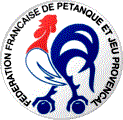 FEDERATION FRANCAISE DE PETANQUE ET JEU PROVENCAL